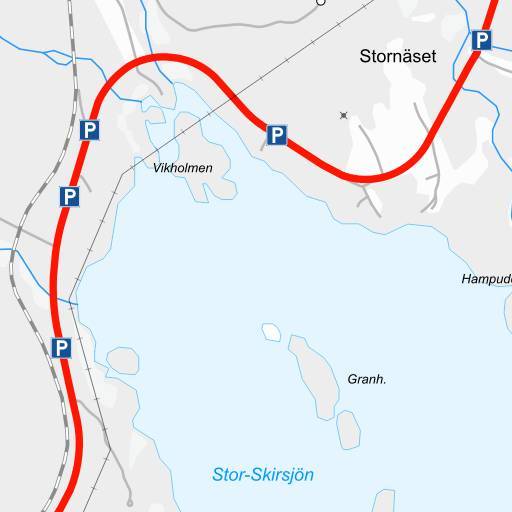 P
Stornäset
P
P
Vikholmen
P
Hampud
P
Granh.
Stor-Skirsjön